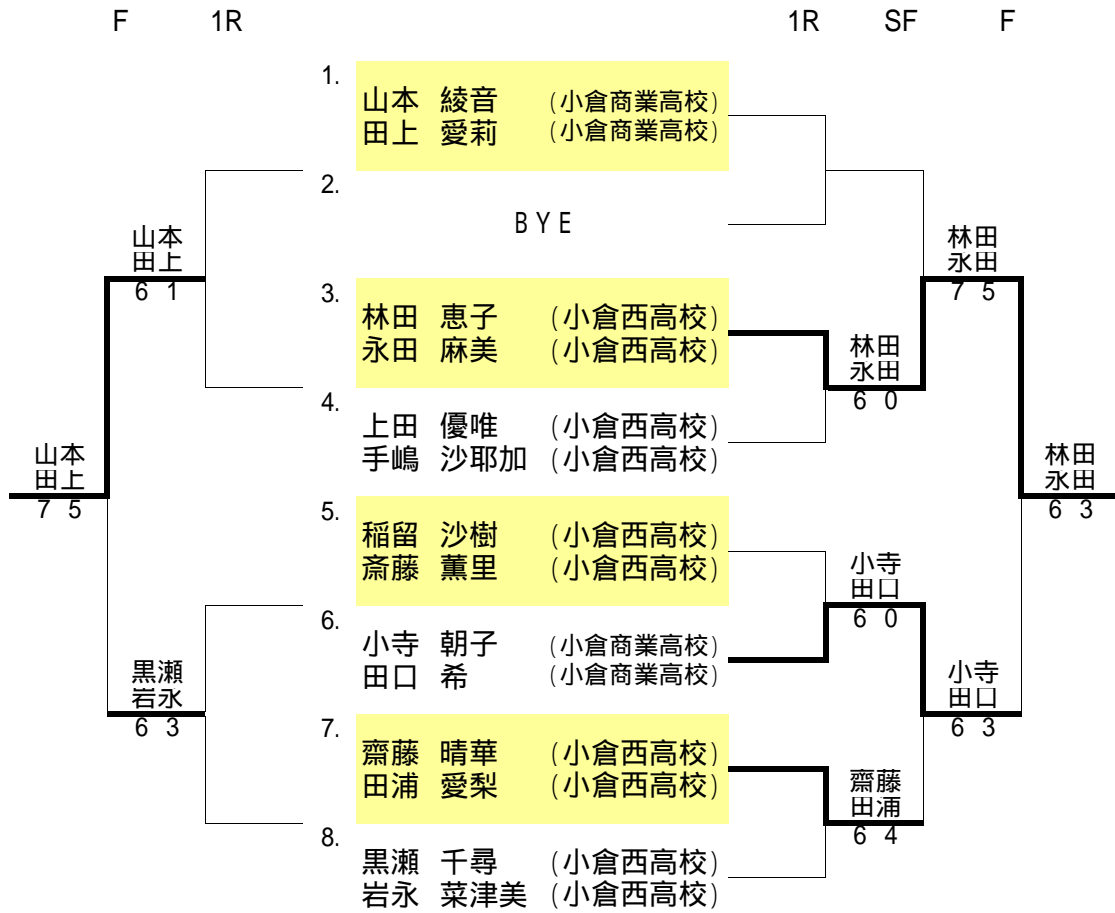 F 1R 1R SF F
1.
山本 綾音 (小倉商業高校)
田上 愛莉 (小倉商業高校)
2.
BYE
3.
林田 恵子 (小倉西高校)
永田 麻美 (小倉西高校)
4.
上田 優唯 (小倉西高校)
手嶋 沙耶加 (小倉西高校)
5.
稲留 沙樹 (小倉西高校)
斎藤 薫里 (小倉西高校)
6.
小寺 朝子 (小倉商業高校)
田口 希 (小倉商業高校)
7.
齋藤 晴華 (小倉西高校)
田浦 愛梨 (小倉西高校)
8.
黒瀬 千尋 (小倉西高校)
岩永 菜津美 (小倉西高校)
山本
田上
6 1
山本
田上
7 5
黒瀬
岩永
6 3
林田
永田
6 0
小寺
田口
6 0
齋藤
田浦
6 4
林田
永田
7 5
小寺
田口
6 3
林田
永田
6 3